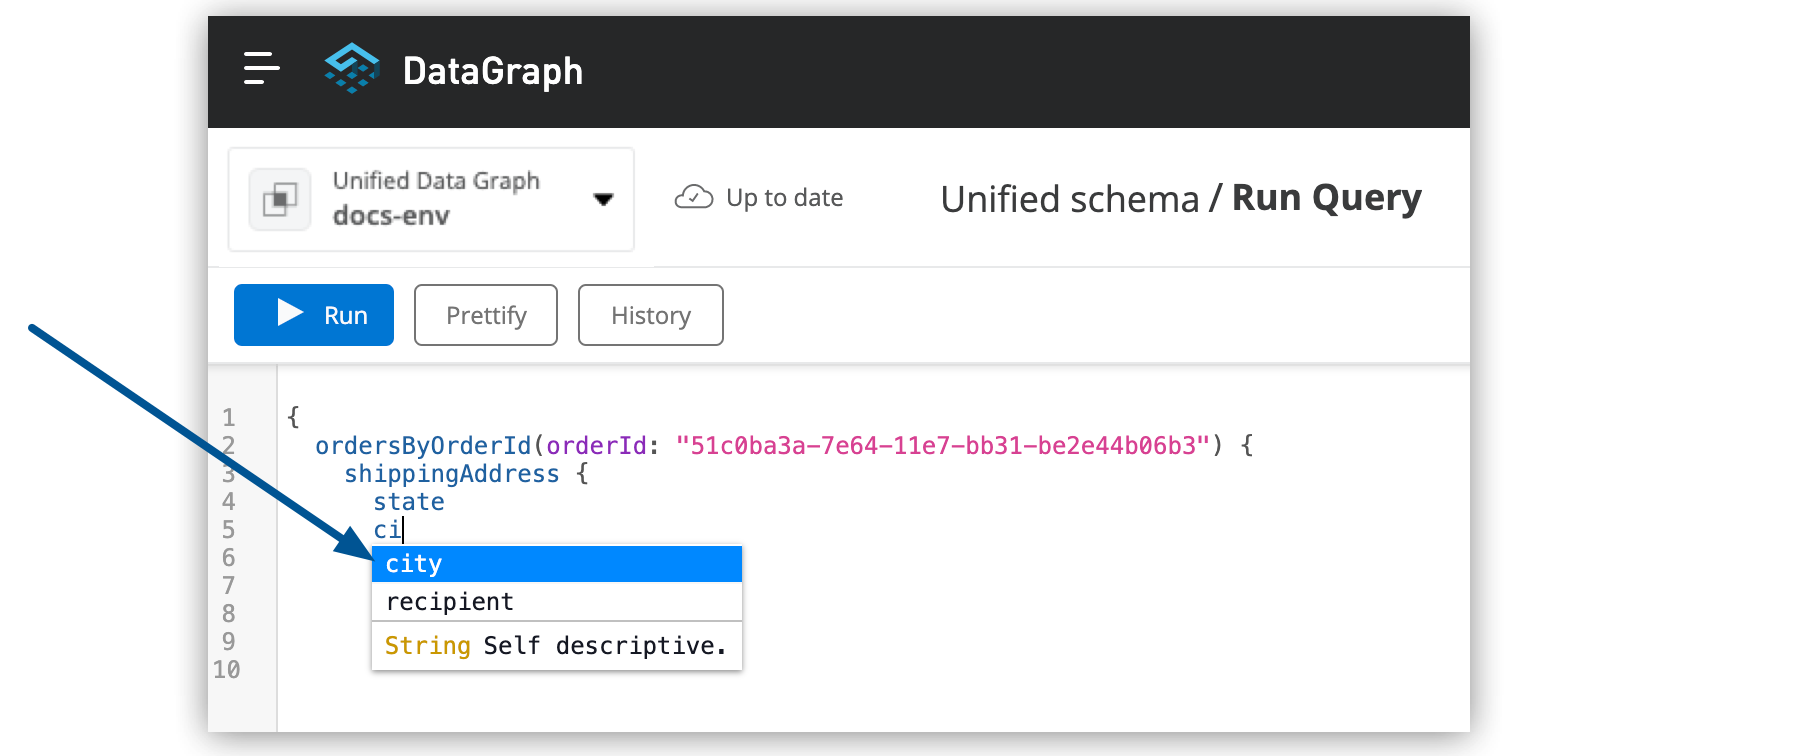 DataGraph
Unified Data Graph
docs-env
Up to date
Unified schema / Run Query
Run
Prettify
History
1 {
2 ordersByOrderId(orderId: "51c0ba3a-7e64-11e7-bb31-be2e44b06b3") {
3 shippingAddress {
4 state
5 ci
6 city
7 recipient
8
9 String Self descriptive.
10